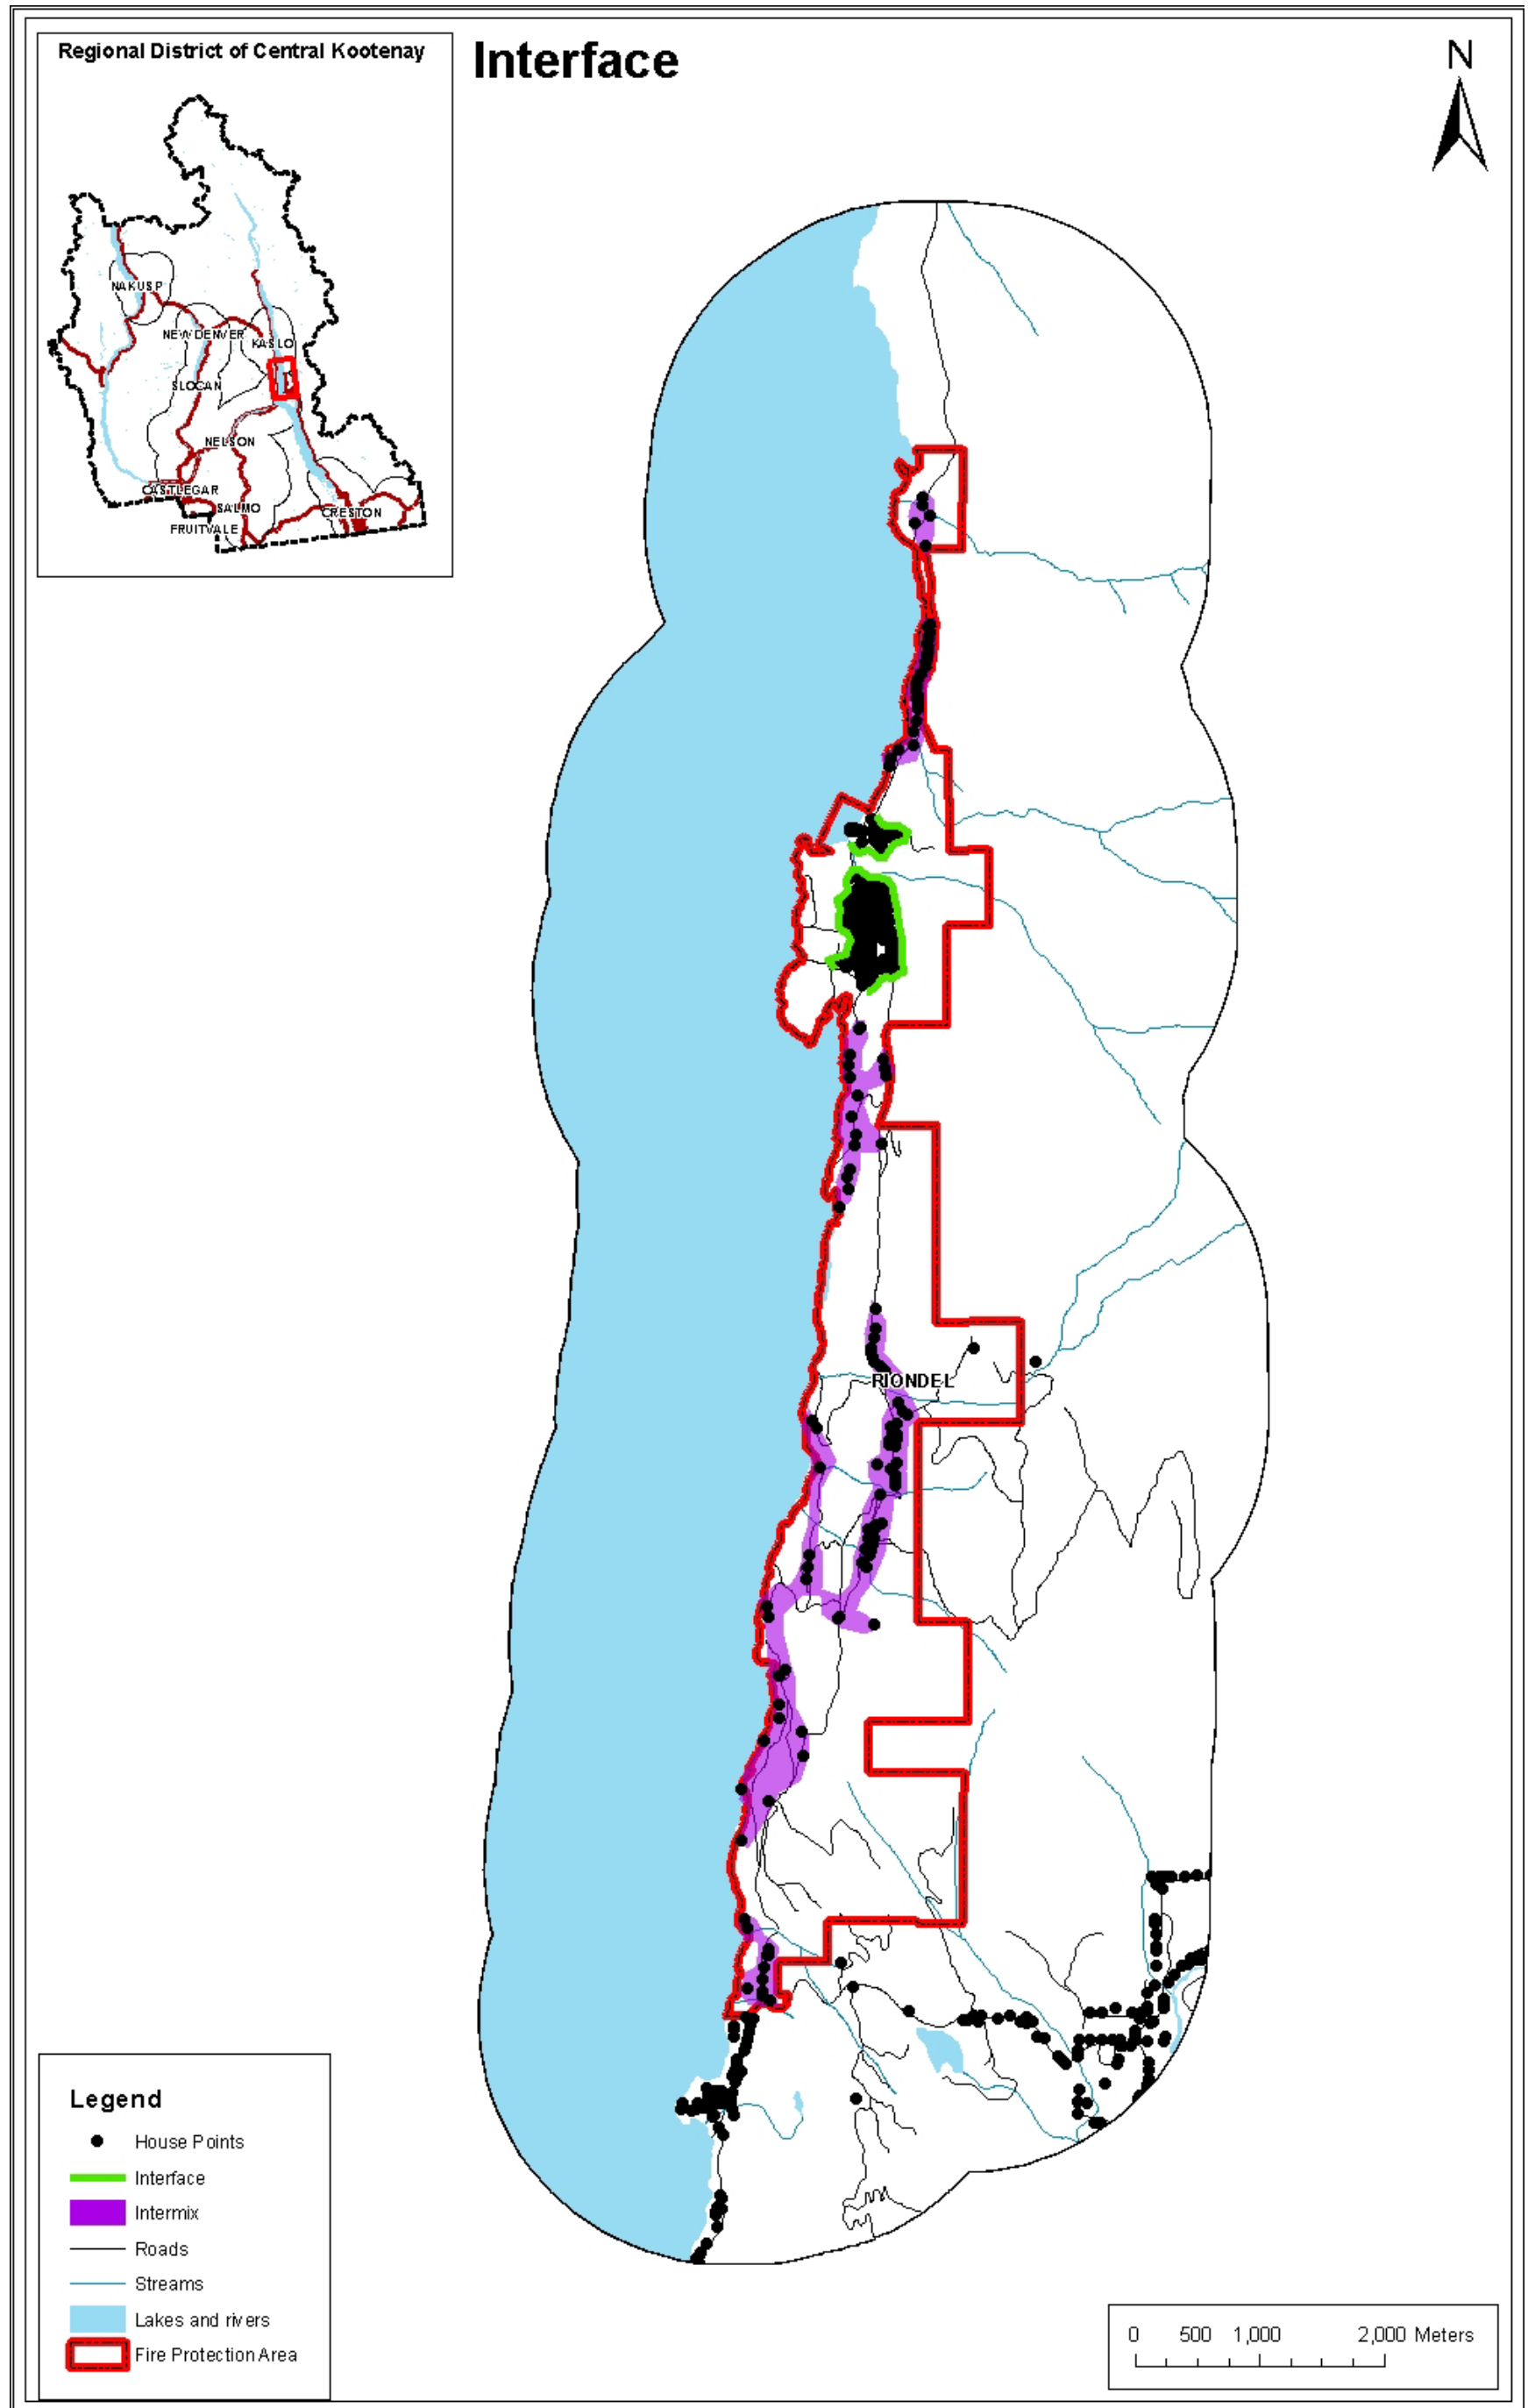 Regional District of Central Kootenay
Interface
N
NAKUSP
NEW DENVER
KASLO
SLOCAN
NELSON
CASTLEGAR
SALMO
CRESTON
FRUITVALE
RIONDEL
Legend
House Points
Interface
Intermix
Roads
Streams
Lakes and rivers
Fire Protection Area
0 500 1,000 2,000 Meters